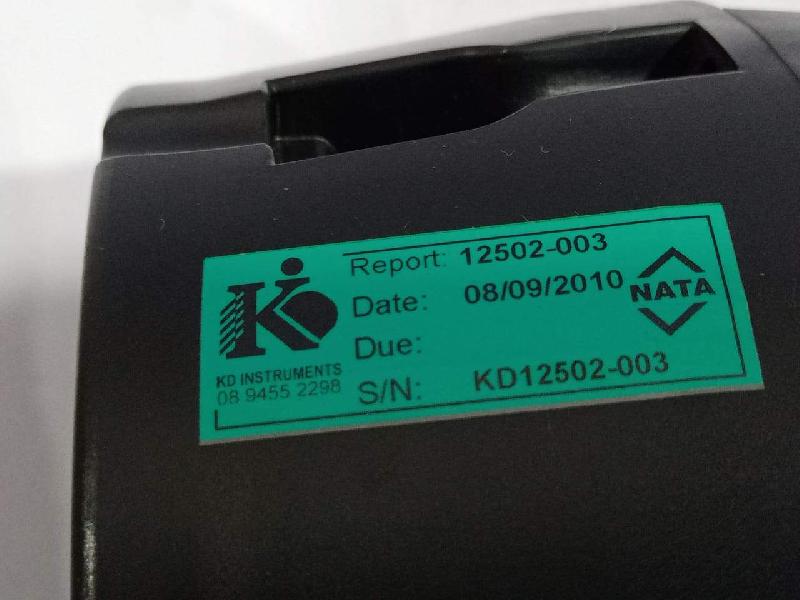 Report: 12502-003
Date: 08/09/2010
Due:
S/N: KD12502-003
K
KD INSTRUMENTS
08 9455 2298
NATA